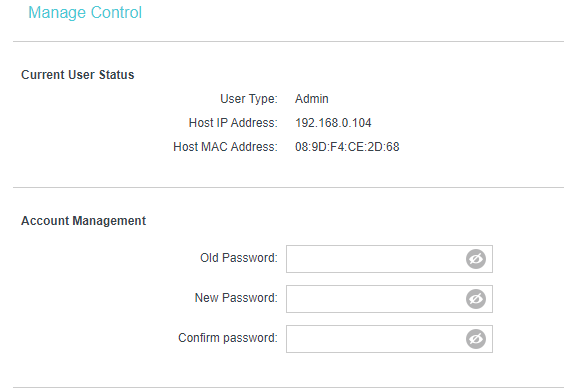 Manage Control
Current User Status
User Type: Admin
Host IP Address: 192.168.0.104
Host MAC Address: 08:9D:F4:CE:2D:68
Account Management
Old Password:
New Password:
Confirm password: